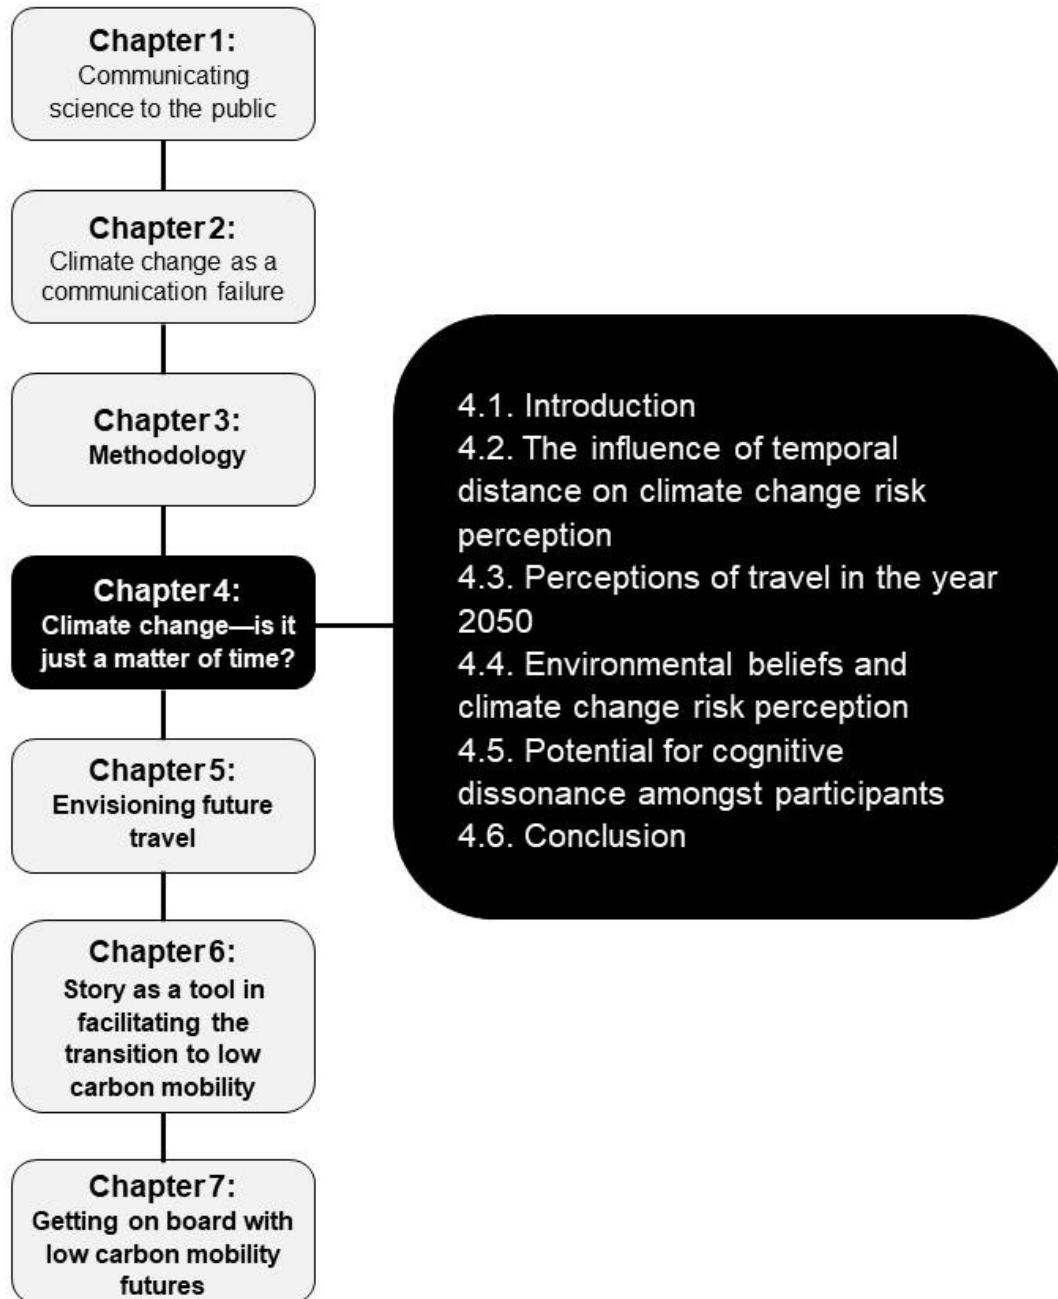 Chapter 1:
Communicating
science to the public
Chapter 2:
Climate change as a
communication failure
Chapter 3:
Methodology
Chapter 4:
Climate change—is it
just a matter of time?
4.1. Introduction
4.2. The influence of temporal
distance on climate change risk
perception
4.3. Perceptions of travel in the year
2050
4.4. Environmental beliefs and
climate change risk perception
4.5. Potential for cognitive
dissonance amongst participants
4.6. Conclusion
Chapter 5:
Envisioning future
travel
Chapter 6:
Story as a tool in
facilitating the
transition to low
carbon mobility
Chapter 7:
Getting on board with
low carbon mobility
futures